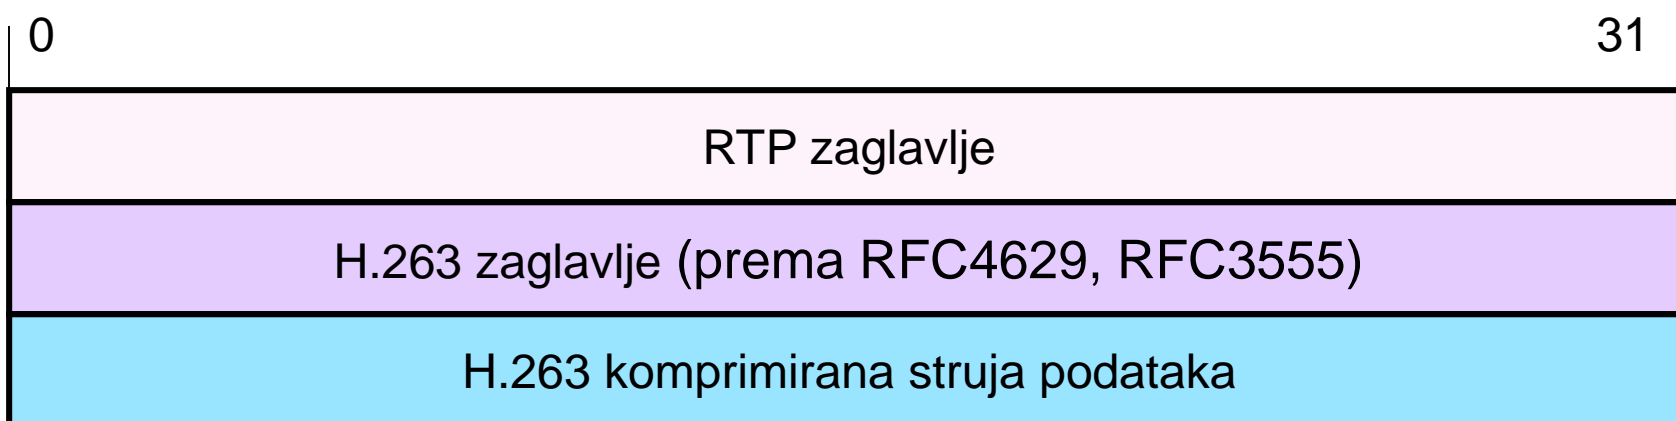 0 31
RTP zaglavlje
H.263 zaglavlje (prema RFC4629, RFC3555)
H.263 komprimirana struja podataka